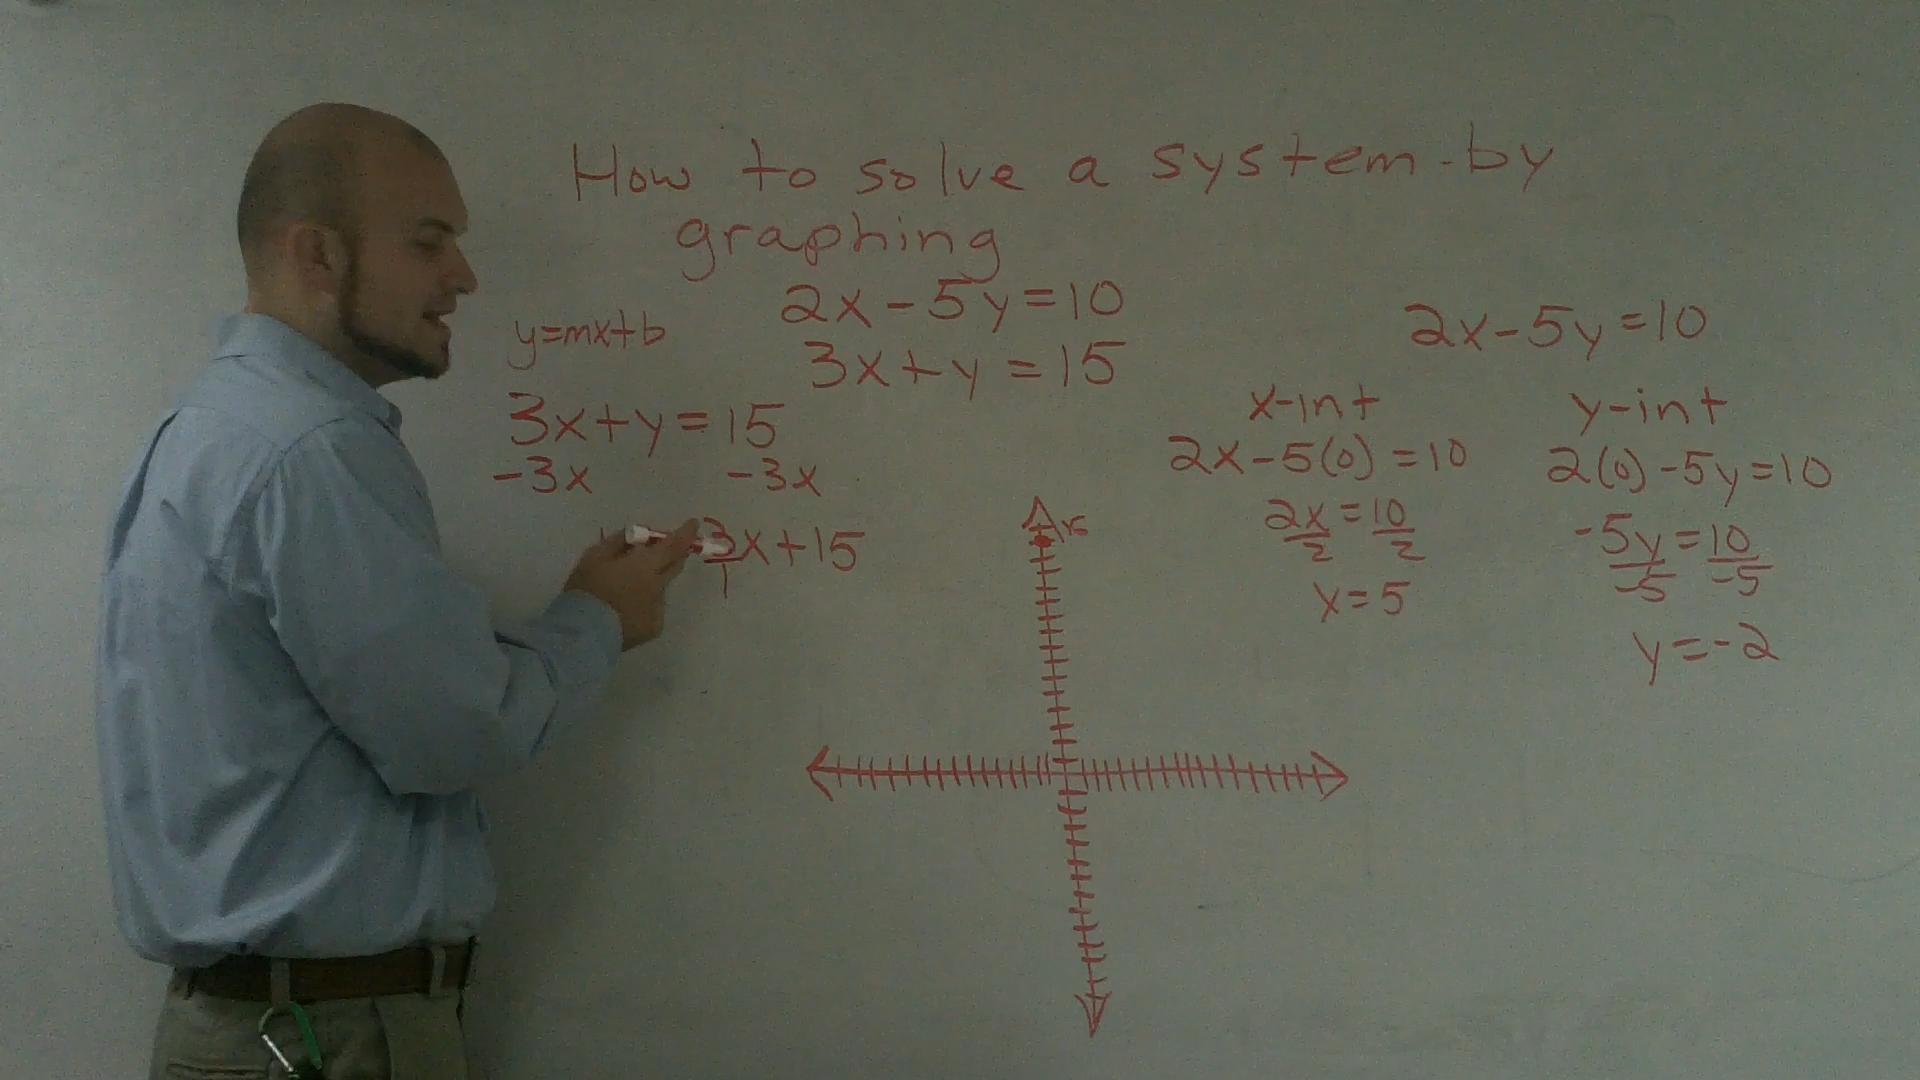 How to solve a system-by
graphing
2x-5y=10
3x+y=15
y=mx+b
3x+y=15
-3x -3x
3x+15
1
15
2x-5y=10
x-int
2x-5(0)=10
2x=10
2 2
x=5
y-int
2(0)-5y=10
-5y=10
-5 -5
y=-2